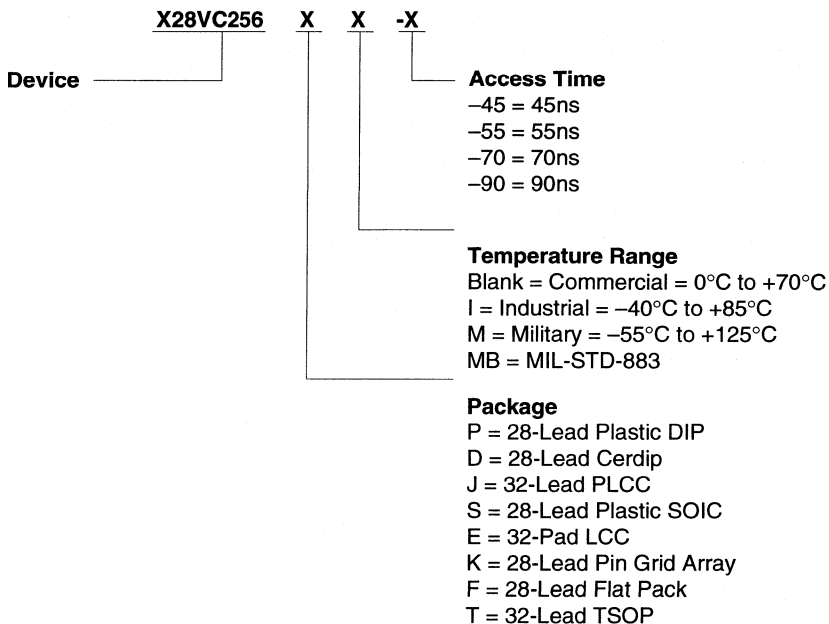 X28VC256 X X -X
Device
Access Time
–45 = 45ns
–55 = 55ns
–70 = 70ns
–90 = 90ns
Temperature Range
Blank = Commercial = 0°C to +70°C
I = Industrial = –40°C to +85°C
M = Military = –55°C to +125°C
MB = MIL-STD-883
Package
P = 28-Lead Plastic DIP
D = 28-Lead Cerdip
J = 32-Lead PLCC
S = 28-Lead Plastic SOIC
E = 32-Pad LCC
K = 28-Lead Pin Grid Array
F = 28-Lead Flat Pack
T = 32-Lead TSOP